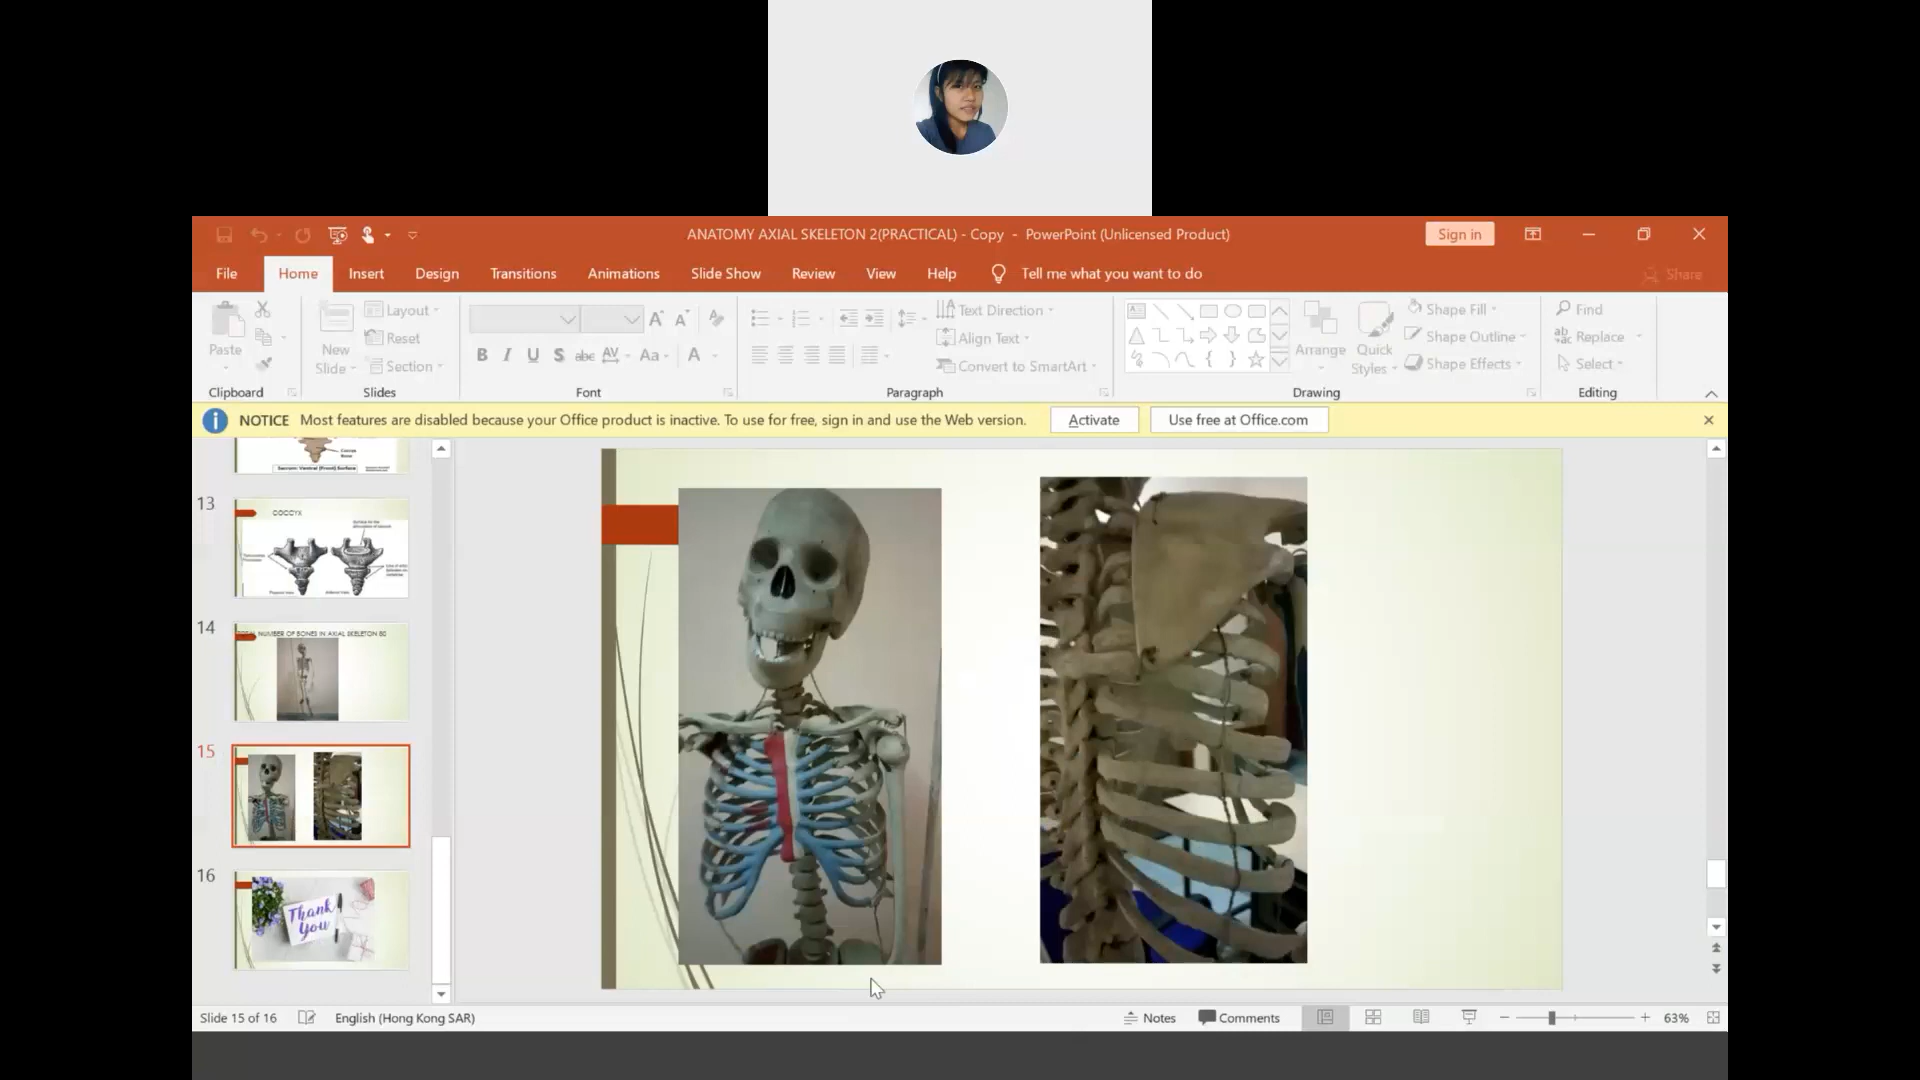 ANATOMY AXIAL SKELETON 2(PRACTICAL) - Copy - PowerPoint (Unlicensed Product)
Sign in
File Home Insert Design Transitions Animations Slide Show Review View Help Tell me what you want to do Share
Paste
New Slide
Layout
Reset
Section
B I U S abc AV Aa A
Text Direction
Align Text
Convert to SmartArt
Arrange
Quick Styles
Shape Fill
Shape Outline
Shape Effects
Find
Replace
Select
Clipboard Slides Font Paragraph Drawing Editing
NOTICE Most features are disabled because your Office product is inactive. To use for free, sign in and use the Web version. Activate Use free at Office.com
13
COCCYX
14
NUMBER OF BONES IN AXIAL SKELETON 80
15
16
Thank
You
Slide 15 of 16 English (Hong Kong SAR) Notes Comments 63%